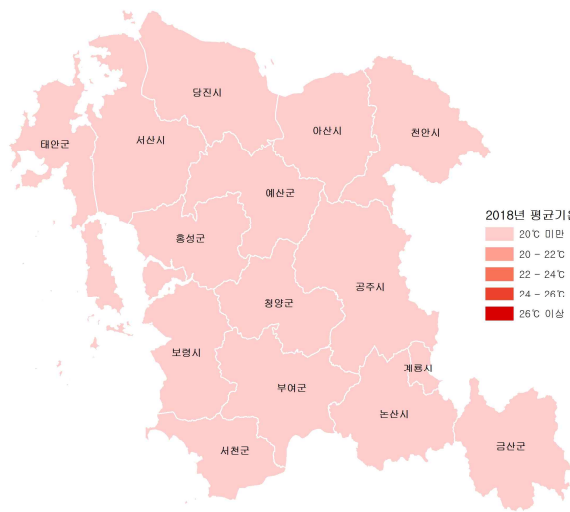 당진시
아산시
천안시
태안군
서산시
예산군
홍성군
공주시
청양군
보령시
계룡시
부여군
논산시
서천군
금산군
2018년 평균기온
20℃ 미만
20 - 22℃
22 - 24℃
24 - 26℃
26℃ 이상